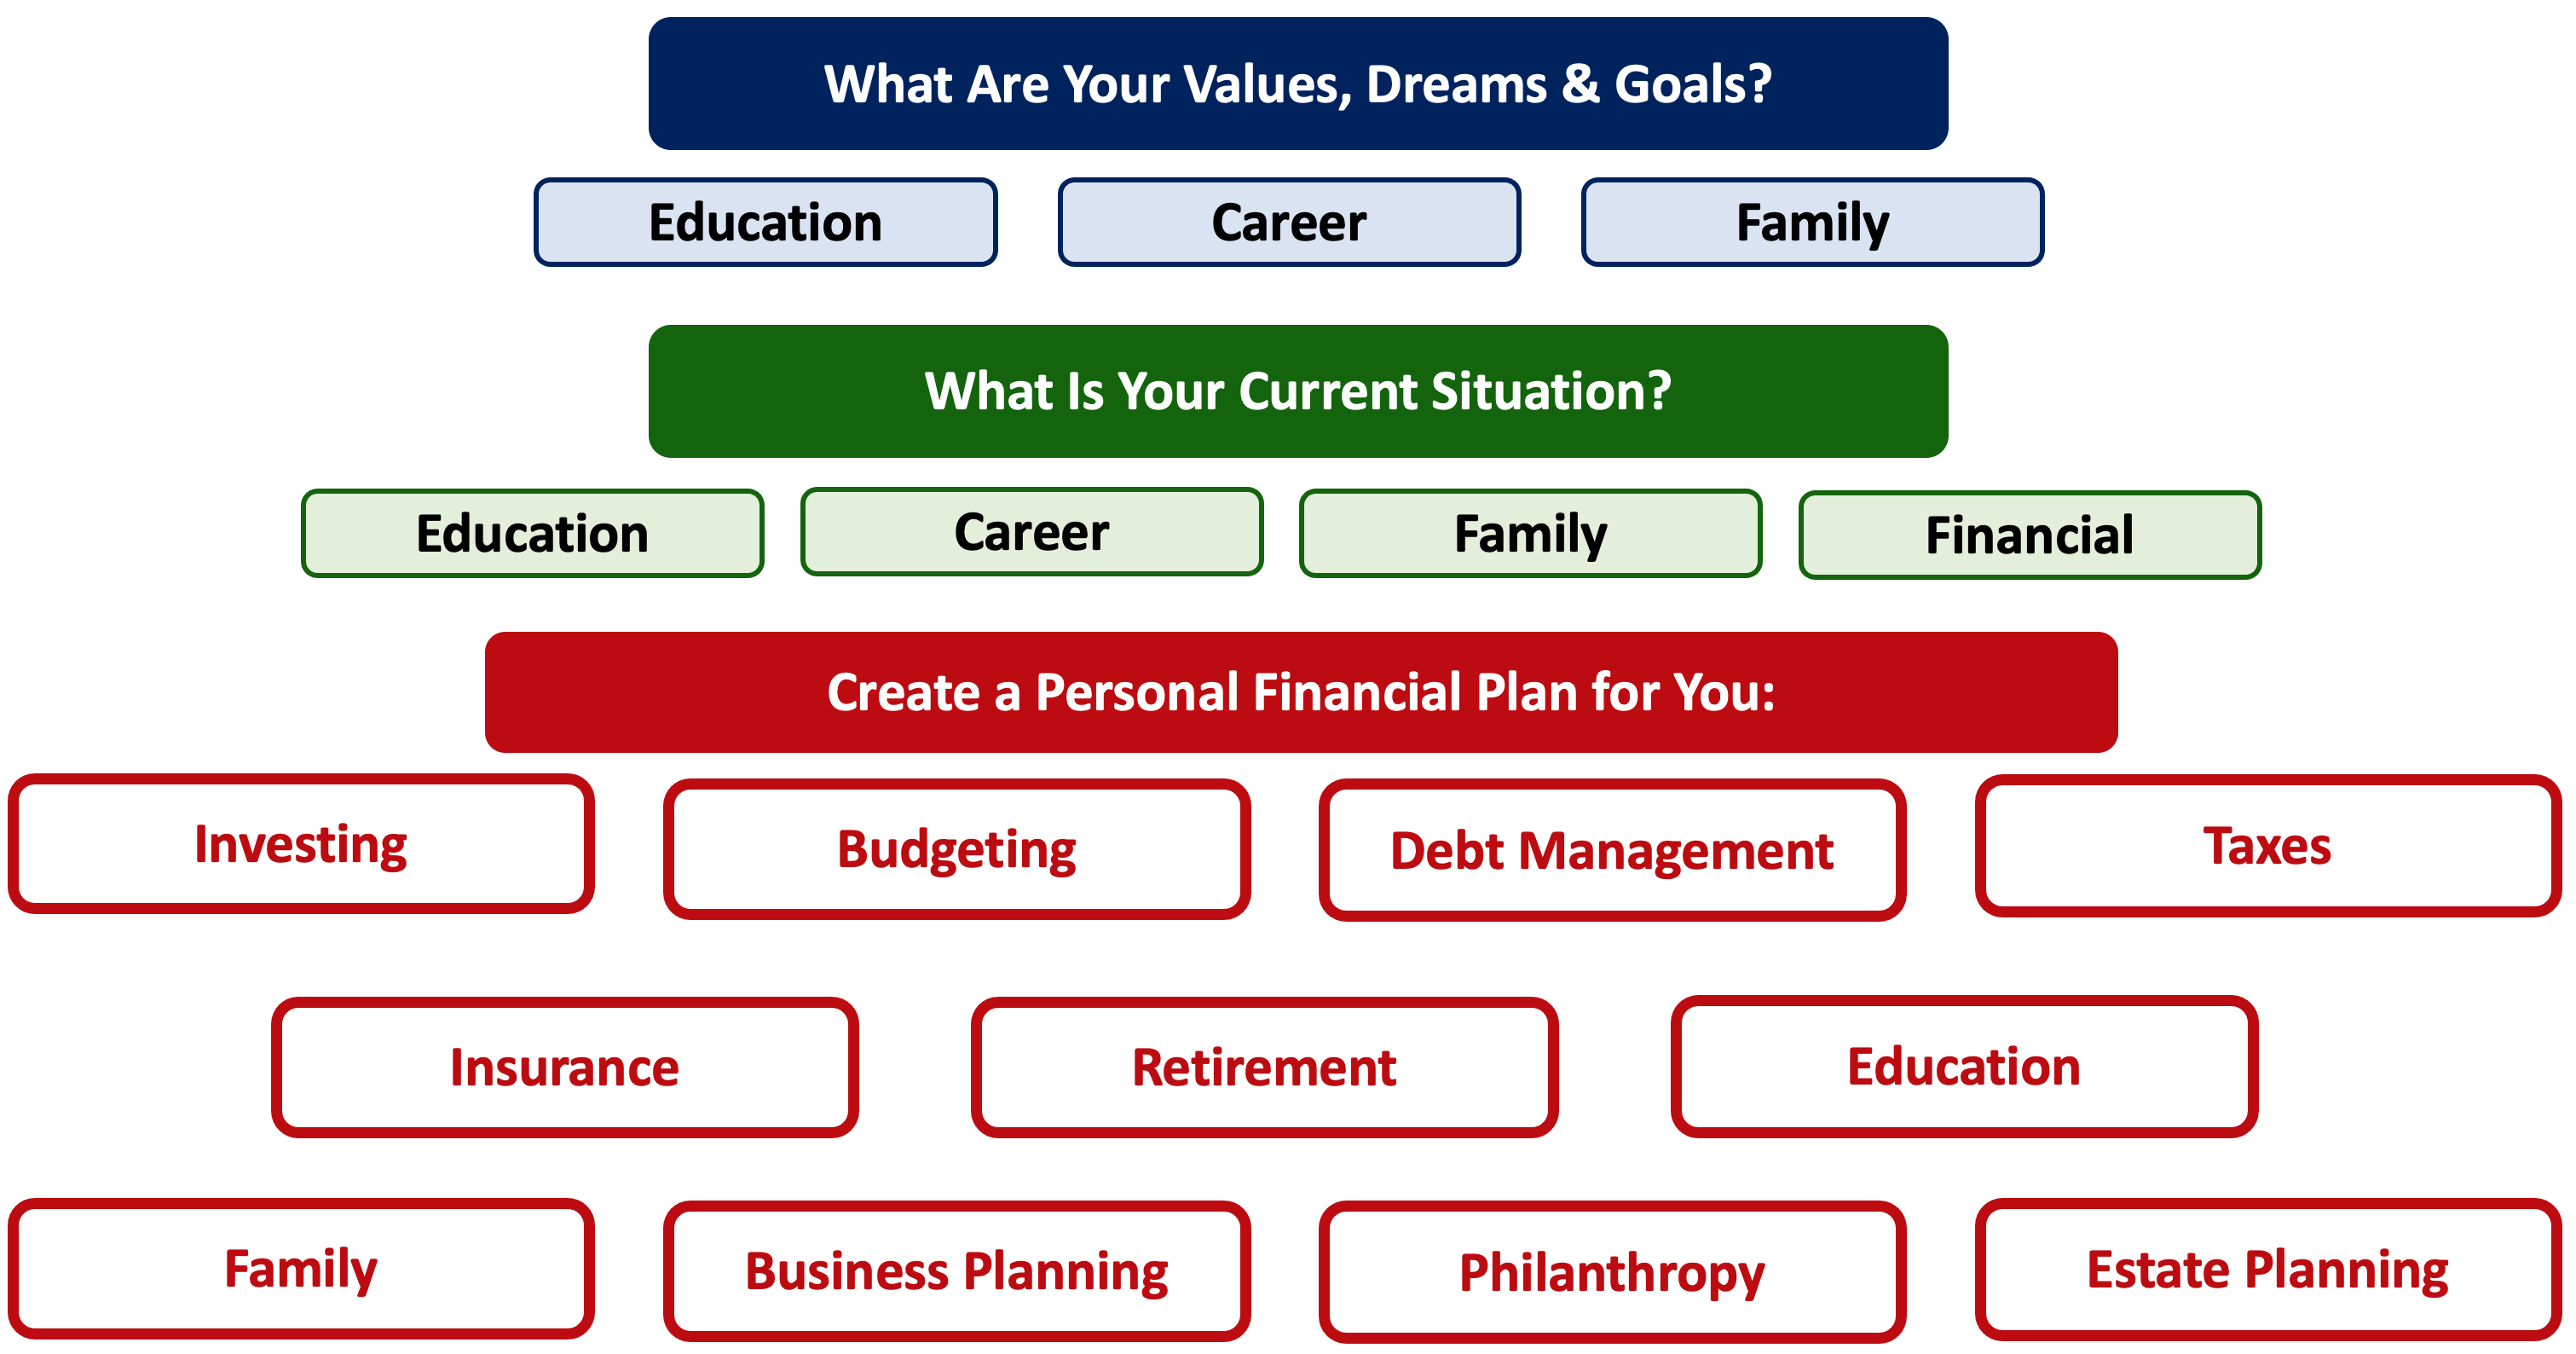 What Are Your Values, Dreams & Goals?
Education
Career
Family
What Is Your Current Situation?
Education
Career
Family
Financial
Create a Personal Financial Plan for You:
Investing
Budgeting
Debt Management
Taxes
Insurance
Retirement
Education
Family
Business Planning
Philanthropy
Estate Planning